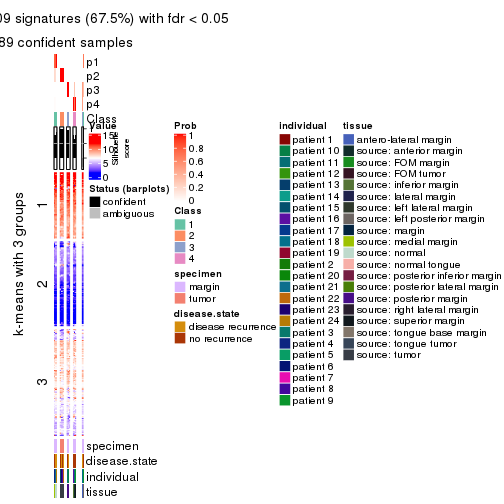 09 signatures (67.5%) with fdr < 0.05
89 confident samples
p1
p2
p3
p4
Class
Silhouette
score
k-means with 3 groups
1
2
3
specimen
disease.state
individual
tissue
Value
15
10
5
0
Status (barplots)
confident
ambiguous
Prob
1
0.8
0.6
0.4
0.2
0
Class
1
2
3
4
specimen
margin
tumor
disease.state
disease recurrence
no recurrence
individual
patient 1
patient 10
patient 11
patient 12
patient 13
patient 14
patient 15
patient 16
patient 17
patient 18
patient 19
patient 2
patient 20
patient 21
patient 22
patient 23
patient 24
patient 3
patient 4
patient 5
patient 6
patient 7
patient 8
patient 9
tissue
antero-lateral margin
source: anterior margin
source: FOM margin
source: FOM tumor
source: inferior margin
source: lateral margin
source: left lateral margin
source: left posterior margin
source: margin
source: medial margin
source: normal
source: normal tongue
source: posterior inferior margin
source: posterior lateral margin
source: posterior margin
source: right lateral margin
source: superior margin
source: tongue base margin
source: tongue tumor
source: tumor